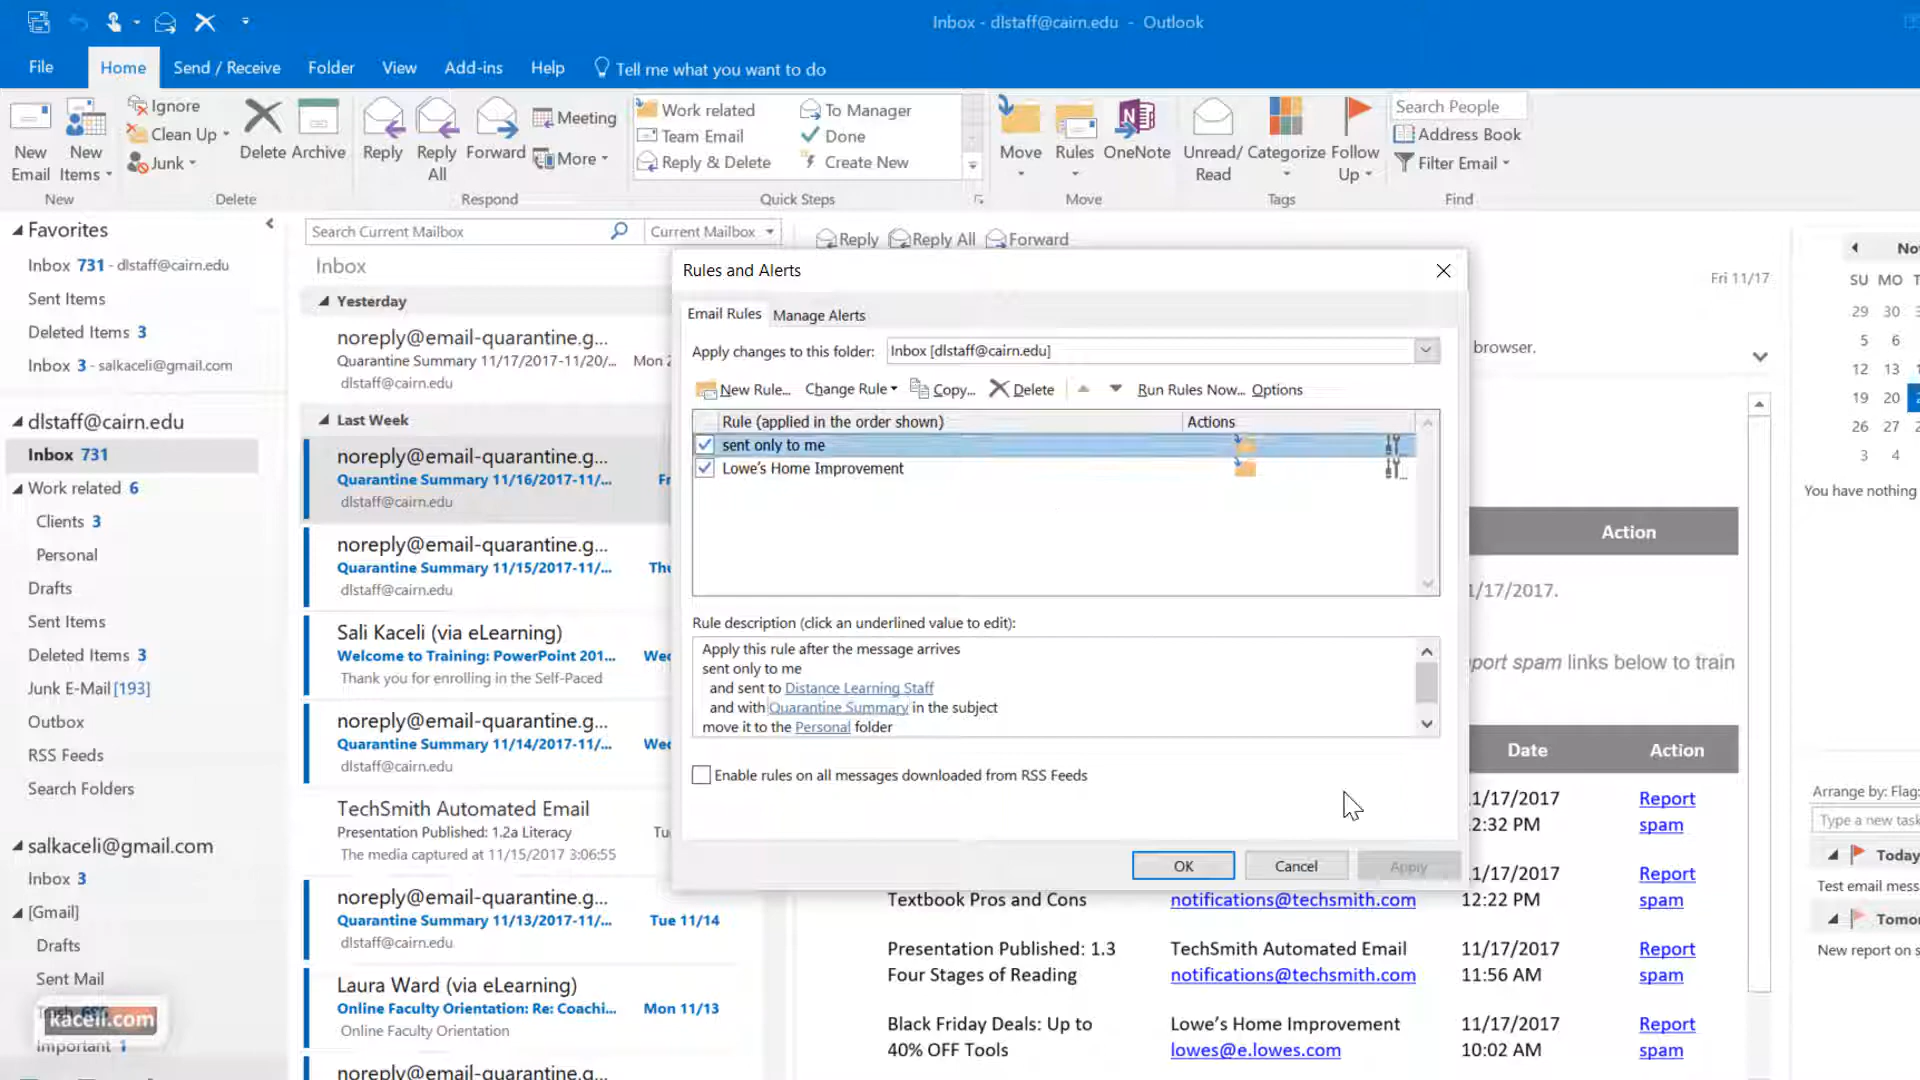 Inbox - dlstaff@cairn.edu - Outlook
File Home Send / Receive Folder View Add-ins Help Tell me what you want to do
New Email
New Items
Ignore
Clean Up
Junk
Delete
Archive
Reply
Reply All
Forward
Meeting
More
Work related
Team Email
Reply & Delete
To Manager
Done
Create New
Move
Rules
OneNote
Unread/ Read
Categorize
Follow Up
Search People
Address Book
Filter Email
New
Delete
Respond
Quick Steps
Move
Tags
Find
Favorites
Inbox 731 - dlstaff@cairn.edu
Sent Items
Deleted Items 3
Inbox 3 - salkaceli@gmail.com
dlstaff@cairn.edu
Inbox 731
Work related 6
Clients 3
Personal
Drafts
Sent Items
Deleted Items 3
Junk E-Mail [193]
Outbox
RSS Feeds
Search Folders
salkaceli@gmail.com
Inbox 3
[Gmail]
Drafts
Sent Mail
kaceli.com
Important 1
Search Current Mailbox
Current Mailbox
Inbox
Yesterday
noreply@email-quarantine.g...
Quarantine Summary 11/17/2017-11/20/... Mon 2
dlstaff@cairn.edu
Last Week
noreply@email-quarantine.g...
Quarantine Summary 11/16/2017-11/... Fr
dlstaff@cairn.edu
noreply@email-quarantine.g...
Quarantine Summary 11/15/2017-11/... Thu
dlstaff@cairn.edu
Sali Kaceli (via eLearning)
Welcome to Training: PowerPoint 201... We
Thank you for enrolling in the Self-Paced
noreply@email-quarantine.g...
Quarantine Summary 11/14/2017-11/... We
dlstaff@cairn.edu
TechSmith Automated Email
Presentation Published: 1.2a Literacy Tu
The media captured at 11/15/2017 3:06:55
noreply@email-quarantine.g...
Quarantine Summary 11/13/2017-11/... Tue 11/14
dlstaff@cairn.edu
Laura Ward (via eLearning)
Online Faculty Orientation: Re: Coachi... Mon 11/13
Online Faculty Orientation
noreply@email-quarantine.g...
Reply Reply All Forward
Fri 11/17
browser.
Rules and Alerts
Email Rules Manage Alerts
Apply changes to this folder: Inbox [dlstaff@cairn.edu]
New Rule... Change Rule Copy... Delete Run Rules Now... Options
Rule (applied in the order shown) Actions
sent only to me
Lowe's Home Improvement
Rule description (click an underlined value to edit):
Apply this rule after the message arrives
sent only to me
and sent to Distance Learning Staff
and with Quarantine Summary in the subject
move it to the Personal folder
Enable rules on all messages downloaded from RSS Feeds
OK Cancel Apply
Action
1/17/2017.
port spam links below to train
Date Action
11/17/2017 Report
2:32 PM spam
11/17/2017 Report
Textbook Pros and Cons notifications@techsmith.com 12:22 PM spam
Presentation Published: 1.3 TechSmith Automated Email 11/17/2017 Report
Four Stages of Reading notifications@techsmith.com 11:56 AM spam
Black Friday Deals: Up to Lowe's Home Improvement 11/17/2017 Report
40% OFF Tools lowes@e.lowes.com 10:02 AM spam
No
SU MO T
29 30 3
5 6
12 13
19 20 2
26 27
3 4
You have nothing
Arrange by: Flag:
Type a new task
Today
Test email mess
Tomor
New report on s